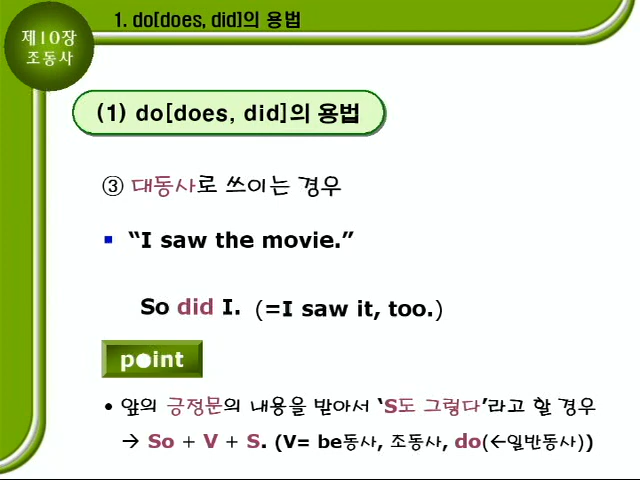 1. do[does, did]의 용법
제10장
조동사
(1) do[does, did]의 용법
③ 대동사로 쓰이는 경우
▪ “I saw the movie.”
So did I. (=I saw it, too.)
point
• 앞의 긍정문의 내용을 받아서 ‘S도 그렇다’라고 할 경우
→ So + V + S. (V= be동사, 조동사, do(←일반동사))